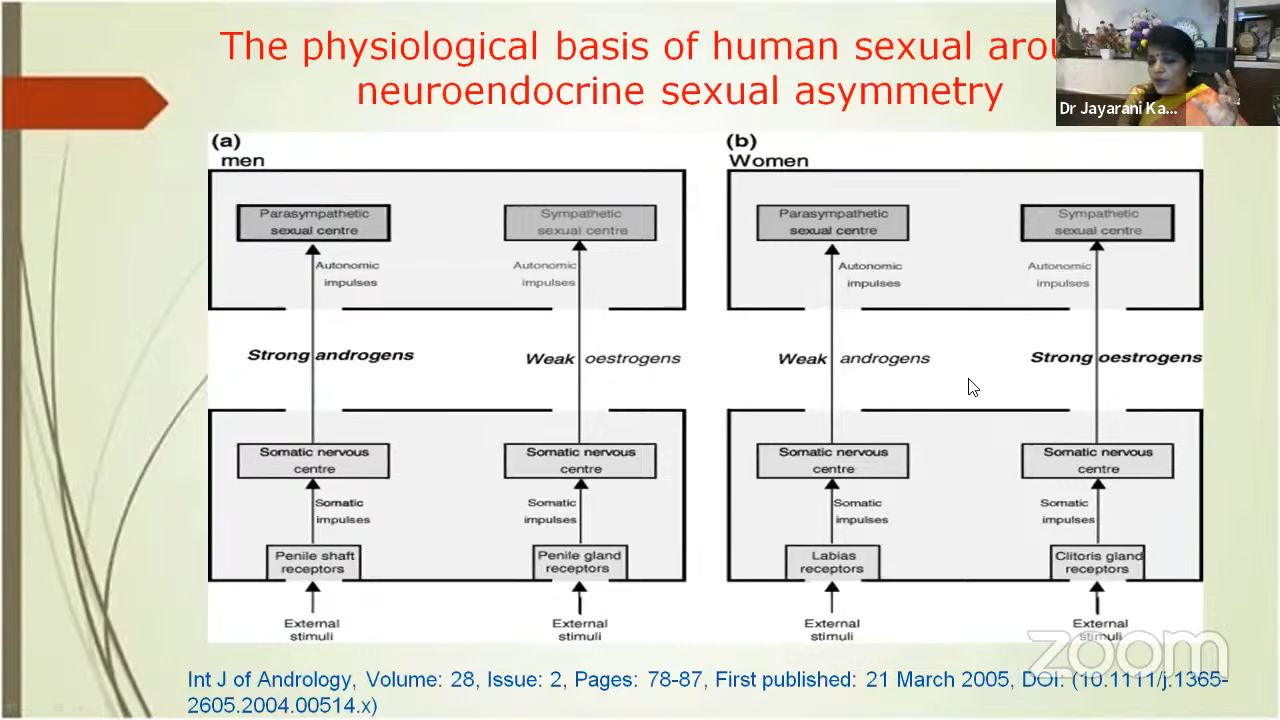 The physiological basis of human sexual arou
neuroendocrine sexual asymmetry
Dr Jayarani Ka...
(a)
men
Parasympathetic
sexual centre
Sympathetic
sexual centre
Autonomic
impulses
Autonomic
impulses
Strong androgens
Weak oestrogens
Somatic nervous
centre
Somatic nervous
centre
Somatic
impulses
Somatic
impulses
Penile shaft
receptors
Penile gland
receptors
External
stimuli
External
stimuli
(b)
Women
Parasympathetic
sexual centre
Sympathetic
sexual centre
Autonomic
impulses
Autonomic
impulses
Weak androgens
Strong oestrogens
Somatic nervous
centre
Somatic nervous
centre
Somatic
impulses
Somatic
impulses
Labias
receptors
Clitoris gland
receptors
External
stimuli
External
stimuli
zoom
Int J of Andrology, Volume: 28, Issue: 2, Pages: 78-87, First published: 21 March 2005, DOI: (10.1111/j.1365-
2605.2004.00514.x)